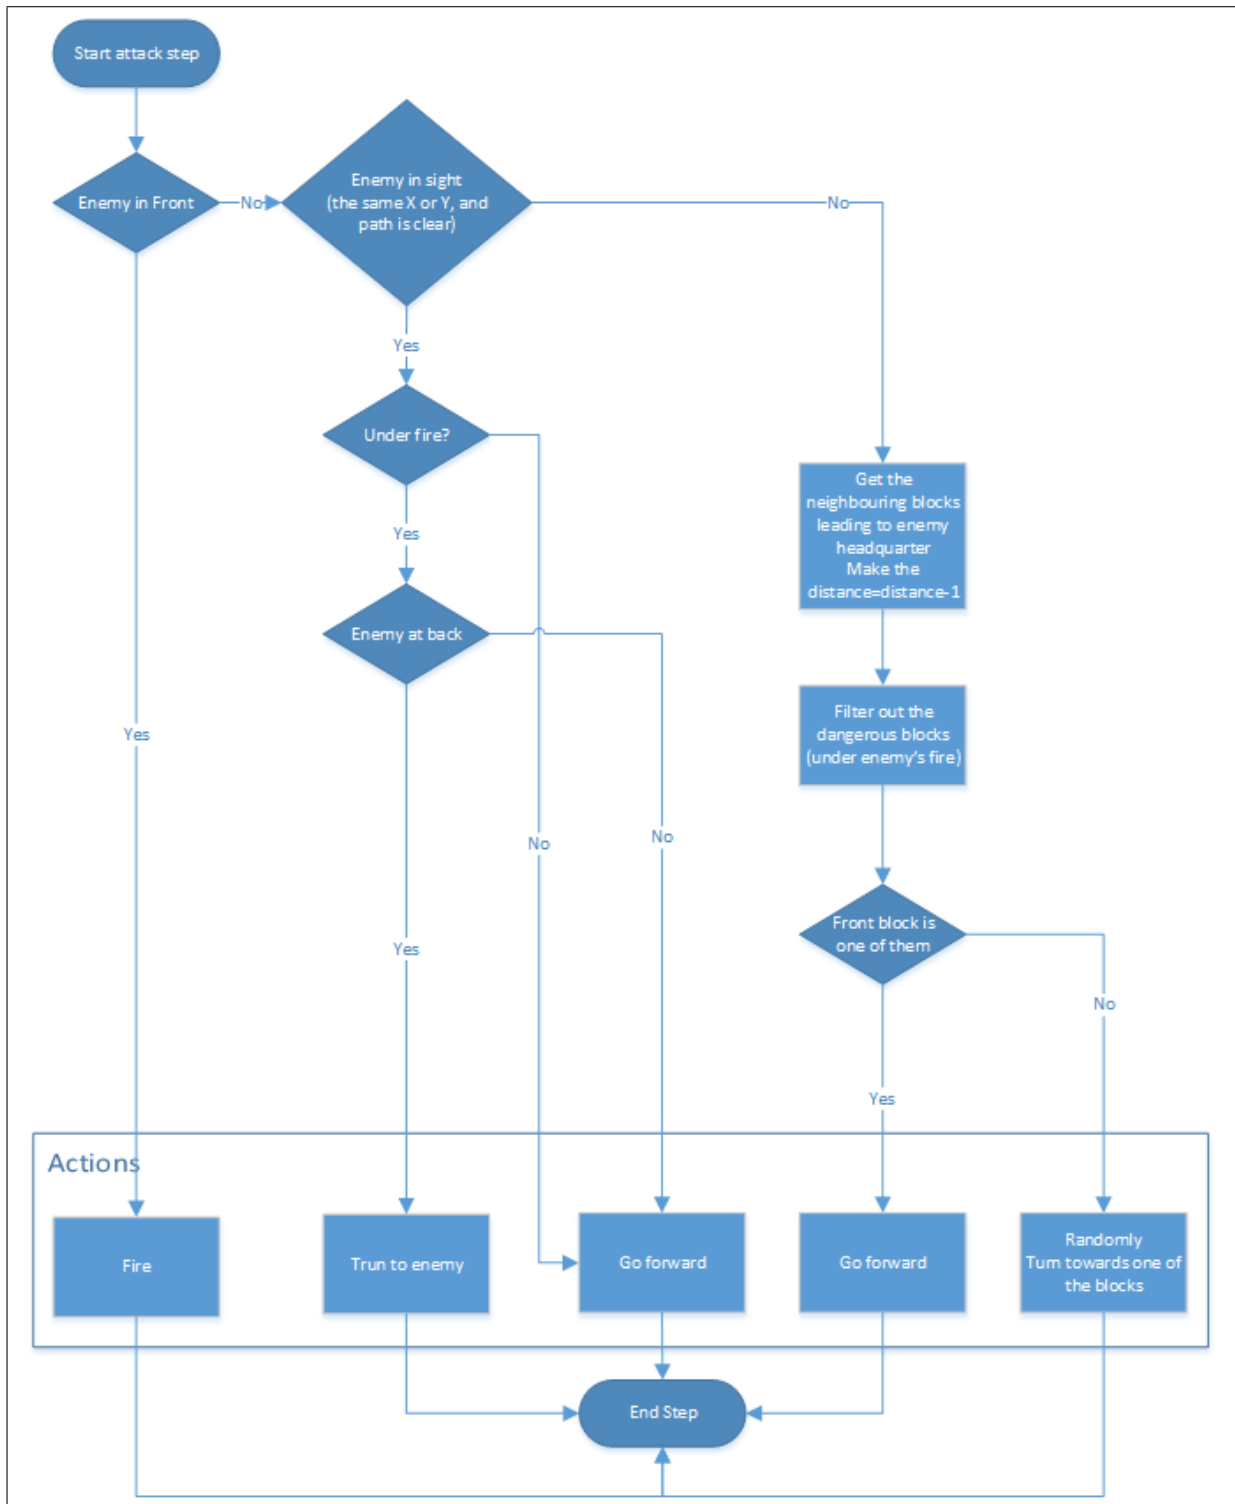 Start attack step
Enemy in Front
No
Enemy in sight
(the same X or Y, and
path is clear)
No
Yes
Under fire?
Get the
neighbouring blocks
leading to enemy
headquarter
Make the
distance=distance-1
Yes
Enemy at back
Filter out the
dangerous blocks
(under enemy's fire)
Yes
No
No
Front block is
one of them
Yes
No
Yes
Actions
Fire
Trun to enemy
Go forward
Go forward
Randomly
Turn towards one of
the blocks
End Step